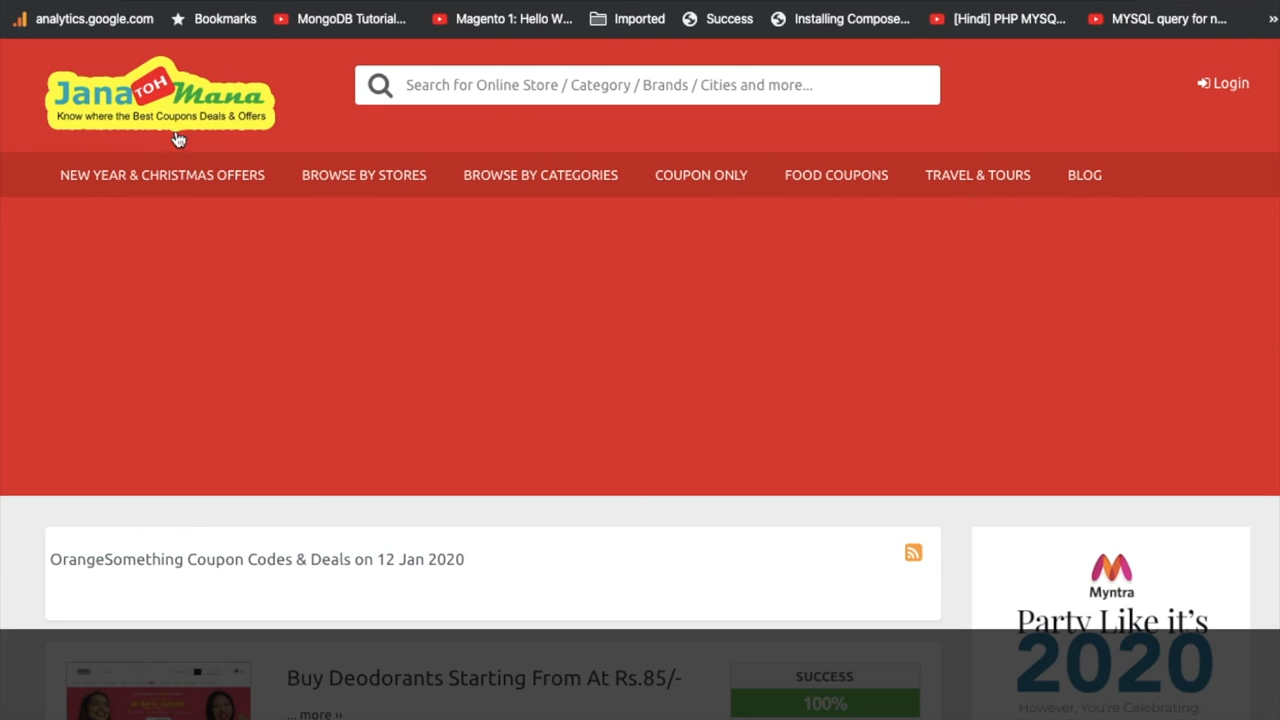 analytics.google.com Bookmarks MongoDB Tutorial... Magento 1: Hello W... Imported Success Installing Compose... [Hindi] PHP MYSQ... MYSQL query for n... »
Jana TOH Mana
Know where the Best Coupons Deals & Offers
Search for Online Store / Category / Brands / Cities and more...
Login
NEW YEAR & CHRISTMAS OFFERS BROWSE BY STORES BROWSE BY CATEGORIES COUPON ONLY FOOD COUPONS TRAVEL & TOURS BLOG
OrangeSomething Coupon Codes & Deals on 12 Jan 2020
Myntra
Party Like it's
2020
However, You're Celebrating,
Buy Deodorants Starting From At Rs.85/-
... more ››
SUCCESS
100%